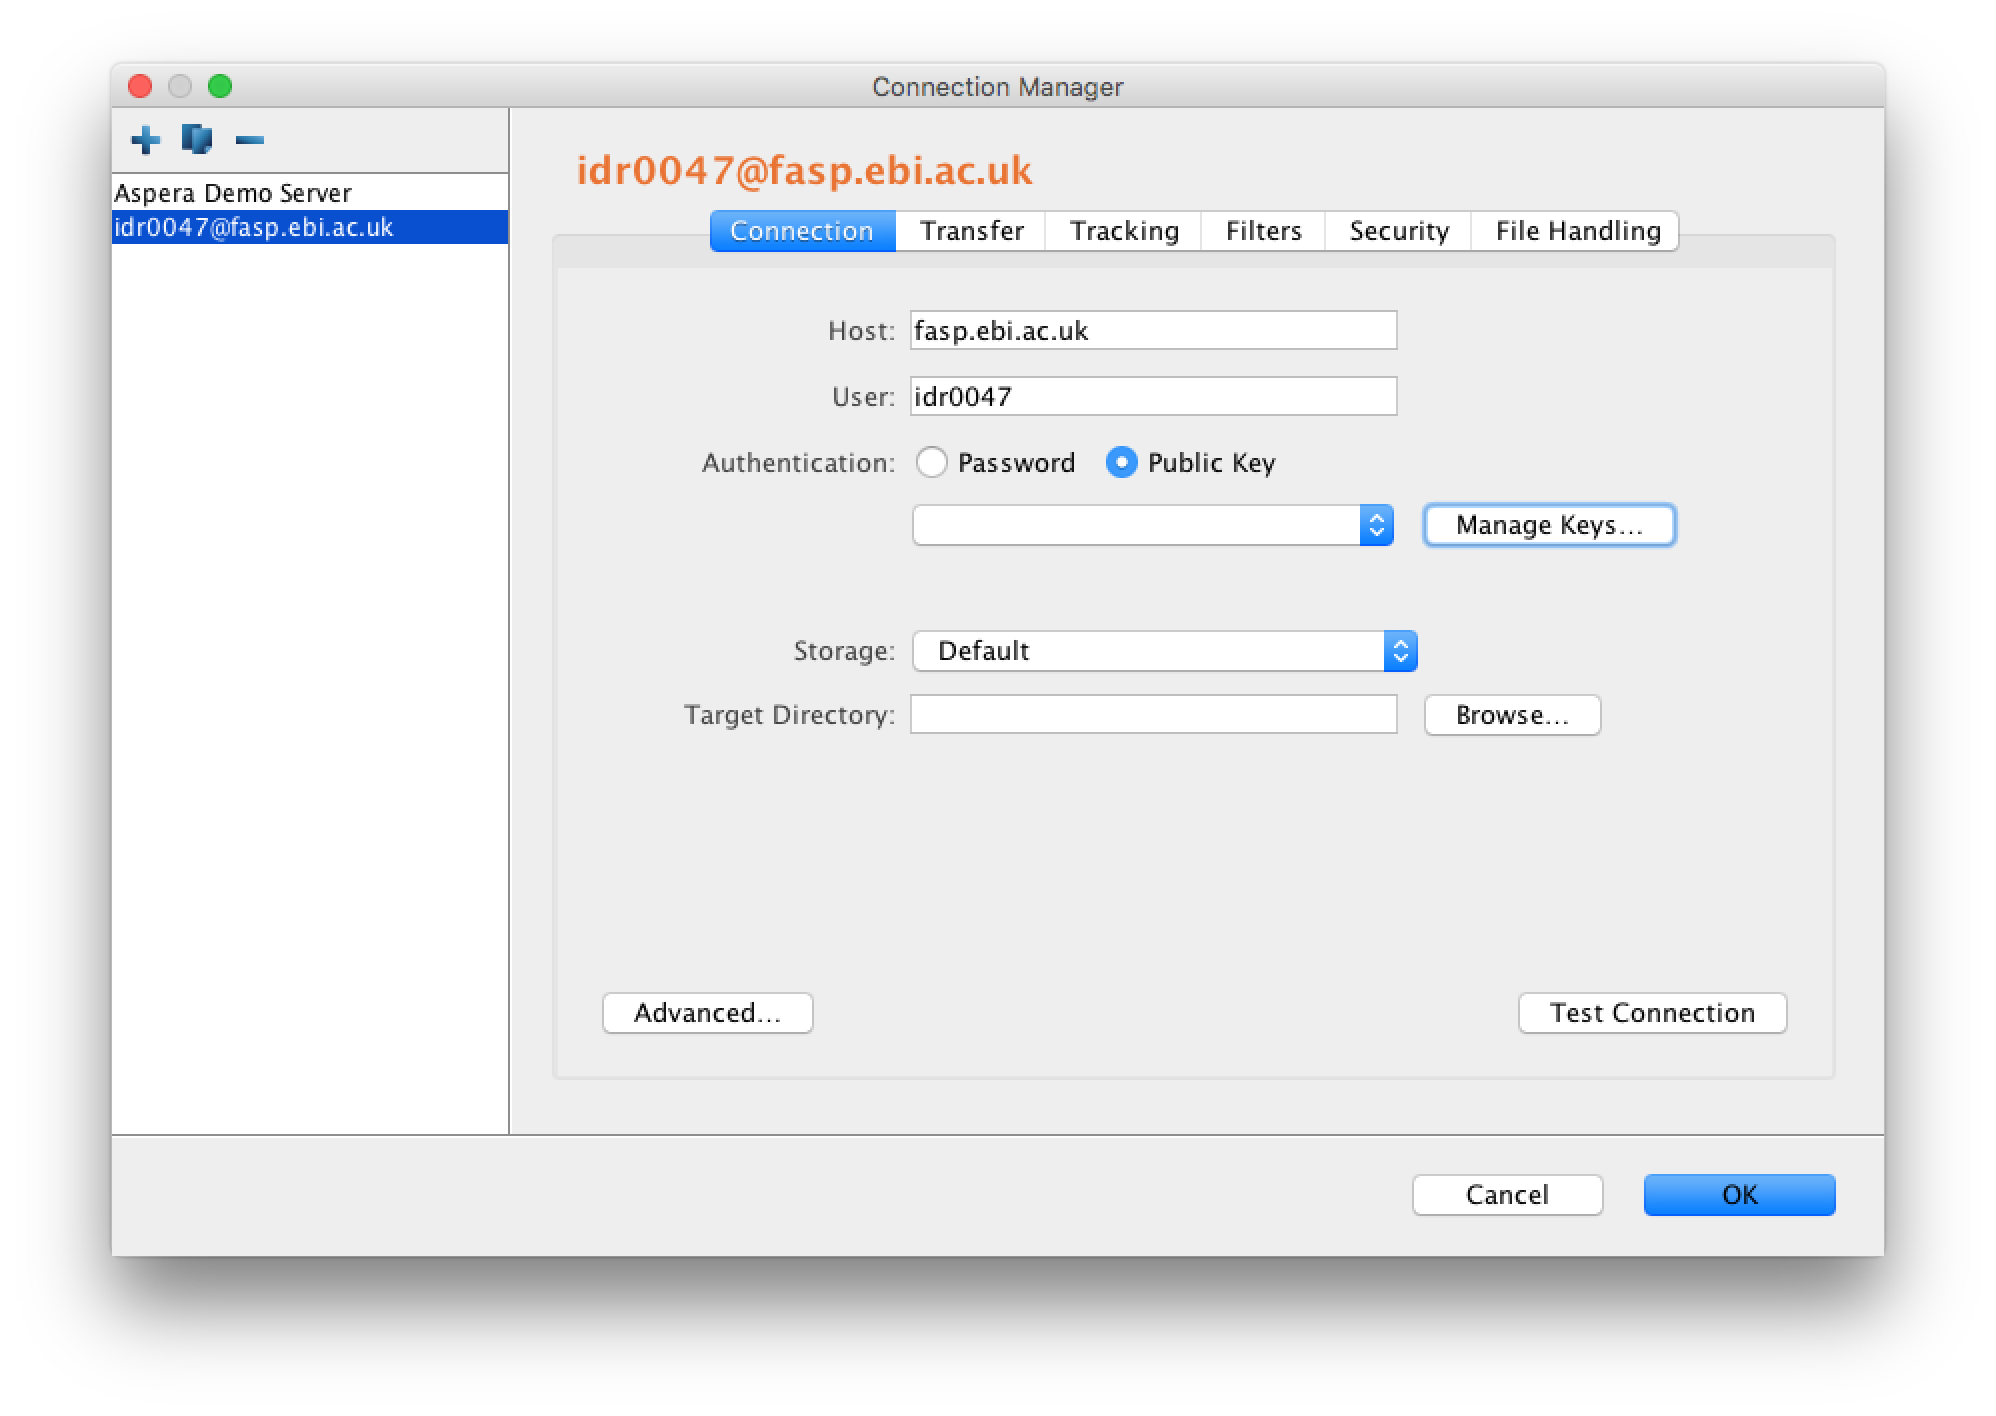 Connection Manager
Aspera Demo Server
idr0047@fasp.ebi.ac.uk
idr0047@fasp.ebi.ac.uk
Connection Transfer Tracking Filters Security File Handling
Host: fasp.ebi.ac.uk
User: idr0047
Authentication: Password Public Key
Manage Keys...
Storage: Default
Target Directory: Browse...
Advanced... Test Connection
Cancel OK